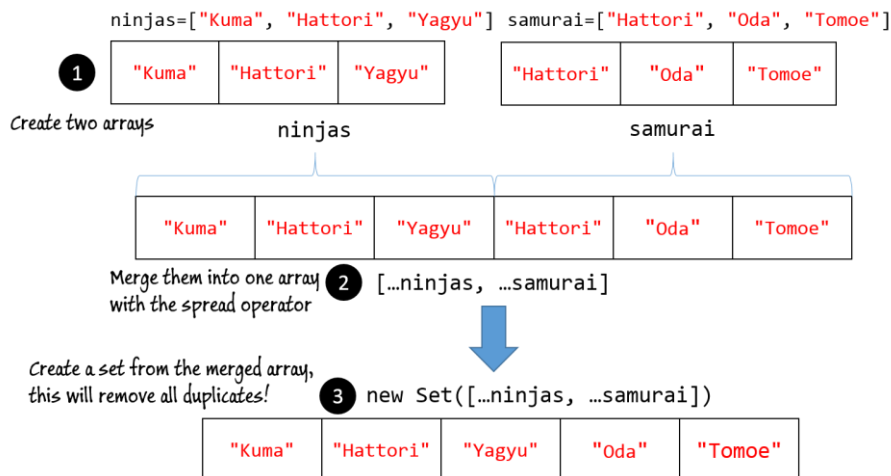 ninjas=["Kuma", "Hattori", "Yagyu"] samurai=["Hattori", "Oda", "Tomoe"]
1 "Kuma" "Hattori" "Yagyu" "Hattori" "Oda" "Tomoe"
Create two arrays
ninjas samurai
"Kuma" "Hattori" "Yagyu" "Hattori" "Oda" "Tomoe"
Merge them into one array
with the spread operator
2 […ninjas, …samurai]
Create a set from the merged array,
this will remove all duplicates!
3 new Set([…ninjas, …samurai])
"Kuma" "Hattori" "Yagyu" "Oda" "Tomoe"